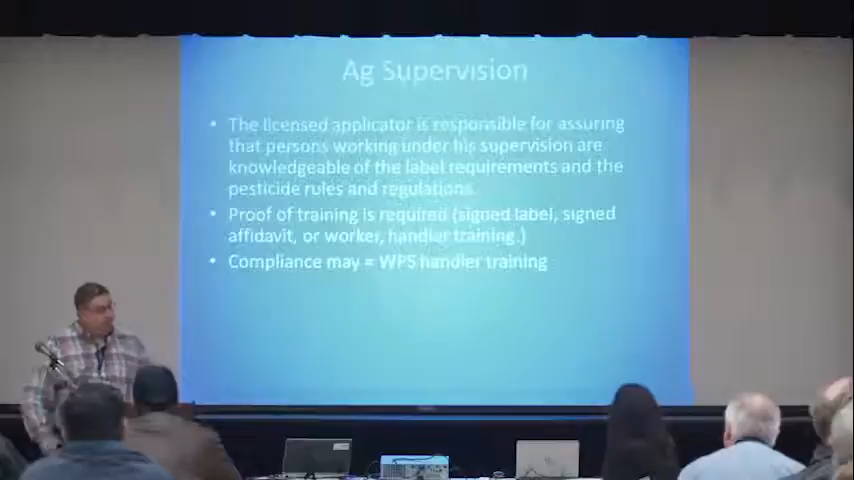 Ag Supervision
• The licensed applicator is responsible for assuring
that persons working under his supervision are
knowledgeable of the label requirements and the
pesticide rules and regulations.
• Proof of training is required (signed label, signed
affidavit, or worker, handler training.)
• Compliance may = WPS handler training